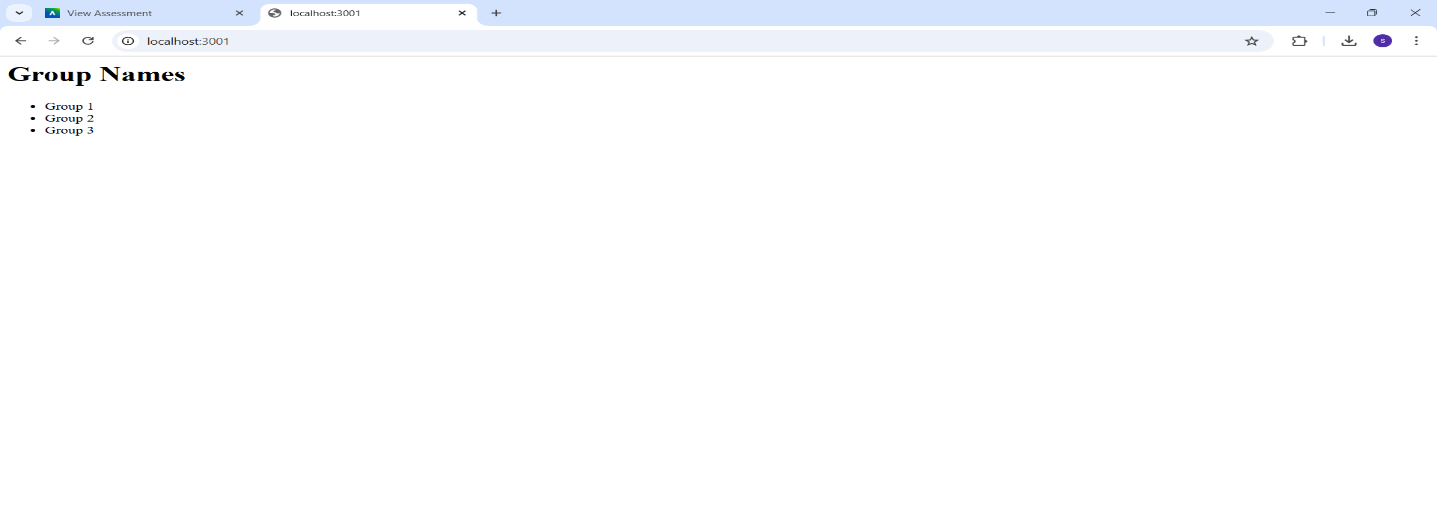 View Assessment
localhost:3001
localhost:3001
S
Group Names
Group 1
Group 2
Group 3